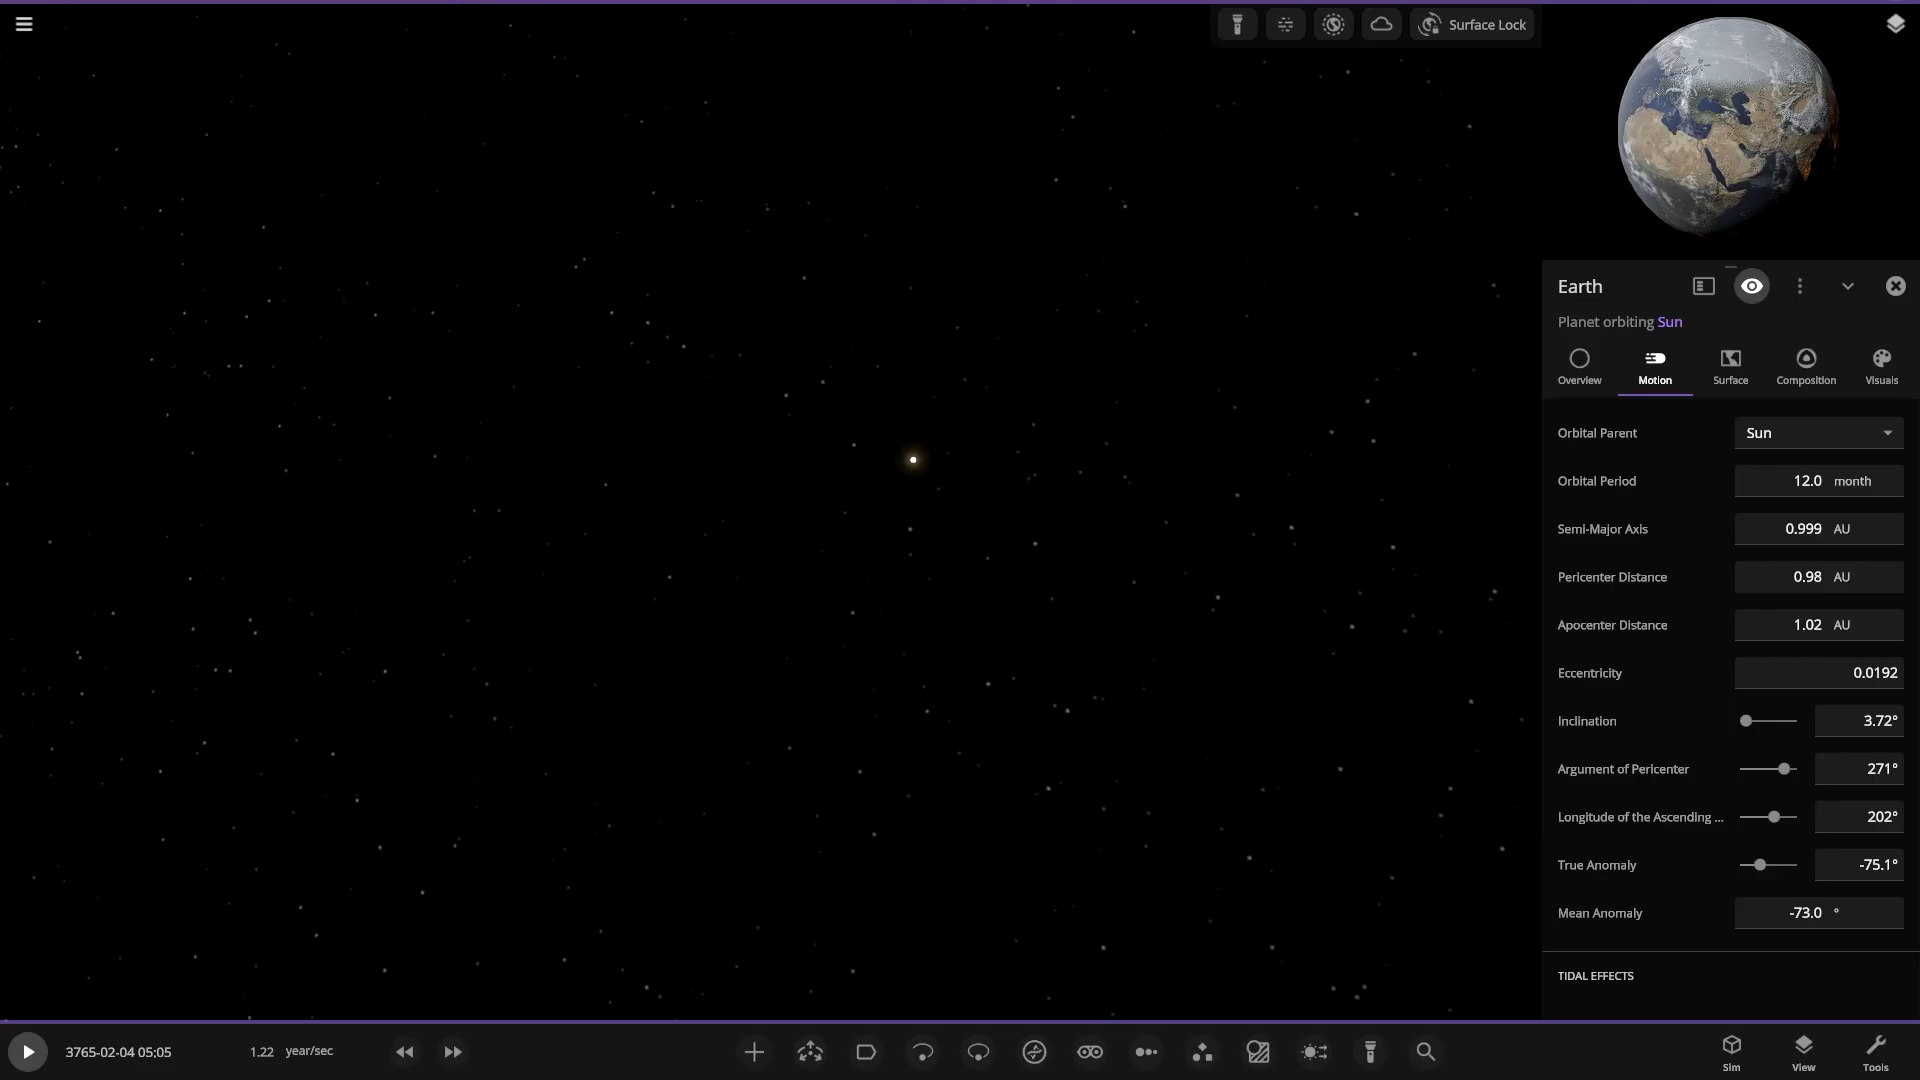 Surface Lock
Earth
Planet orbiting Sun
Overview
Motion
Surface
Composition
Visuals
Orbital Parent Sun
Orbital Period 12.0 month
Semi-Major Axis 0.999 AU
Pericenter Distance 0.98 AU
Apocenter Distance 1.02 AU
Eccentricity 0.0192
Inclination 3.72°
Argument of Pericenter 271°
Longitude of the Ascending ... 202°
True Anomaly -75.1°
Mean Anomaly -73.0 °
TIDAL EFFECTS
3765-02-04 05:05 1.22 year/sec
Sim
View
Tools